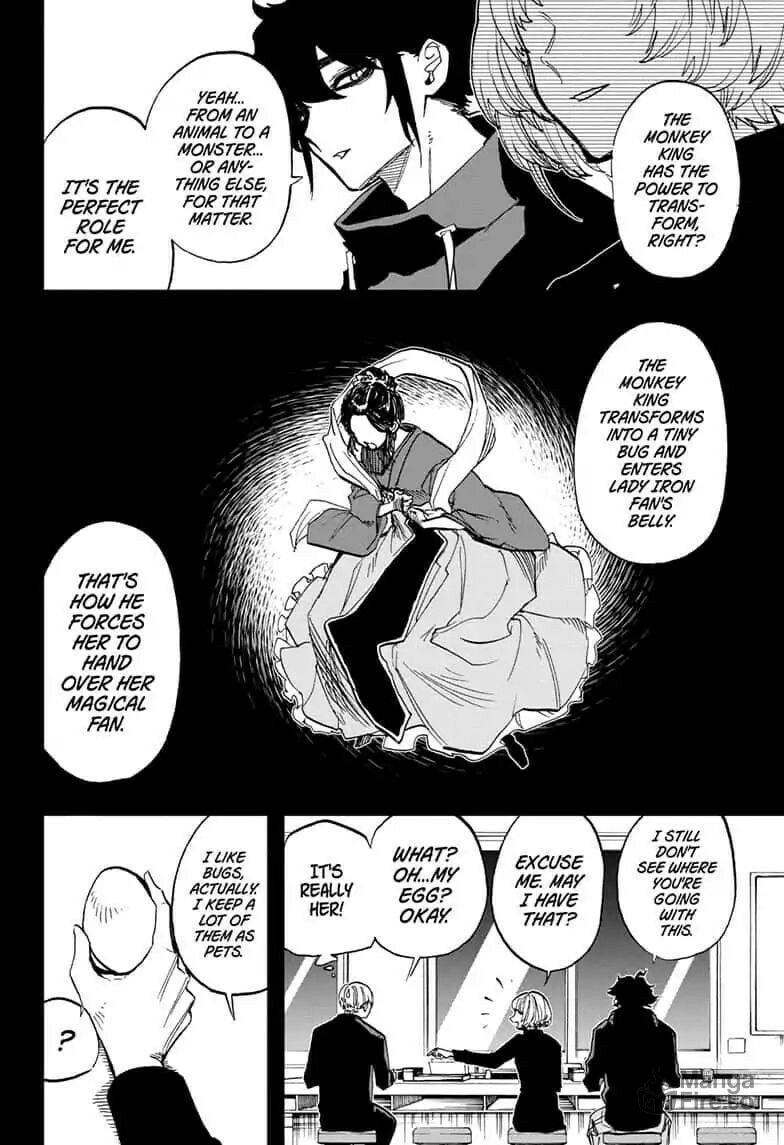 THE
MONKEY
KING
HAS THE
POWER TO
TRANS-
FORM,
RIGHT?
YEAH...
FROM AN
ANIMAL TO A
MONSTER...
OR ANY-
THING ELSE,
FOR THAT
MATTER.
IT'S THE
PERFECT
ROLE
FOR ME.
THE
MONKEY
KING
TRANSFORMS
INTO A TINY
BUG AND
ENTERS
LADY IRON
FAN'S
BELLY.
THAT'S
HOW HE
FORCES
HER TO
HAND
OVER HER
MAGICAL
FAN.
I STILL
DON'T
SEE WHERE
YOU'RE
GOING
WITH
THIS.
EXCUSE
ME. MAY
I HAVE
THAT?
WHAT?
OH...MY
EGG?
OKAY.
IT'S
REALLY
HER!
I LIKE
BUGS,
ACTUALLY.
I KEEP
A LOT
OF THEM
AS PETS.
?
Manga
Fire.to